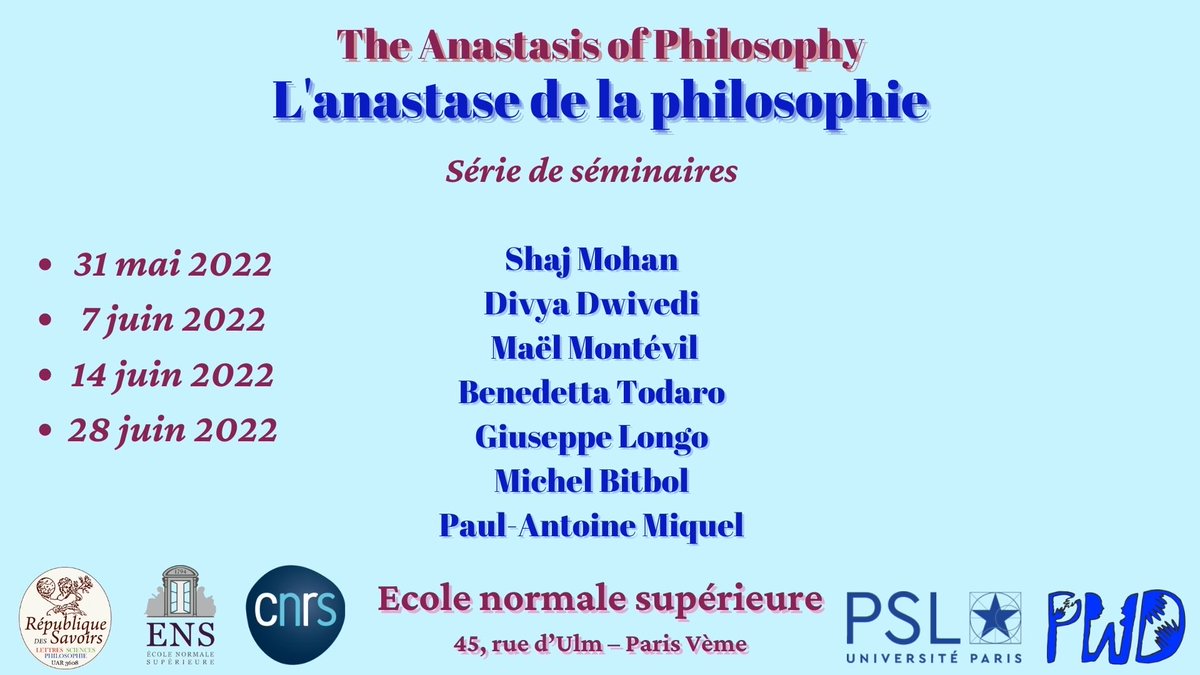 The Anastasis of Philosophy
L'anastase de la philosophie
Série de séminaires
• 31 mai 2022
• 7 juin 2022
• 14 juin 2022
• 28 juin 2022
Shaj Mohan
Divya Dwivedi
Maël Montévil
Benedetta Todaro
Giuseppe Longo
Michel Bitbol
Paul-Antoine Miquel
République
DES Savoirs
LETTRES SCIENCES
PHILOSOPHIE
UAR 3608
1794
ENS
ÉCOLE NORMALE
SUPÉRIEURE
cnrs
Ecole normale supérieure
45, rue d’Ulm – Paris Vème
PSL
UNIVERSITÉ PARIS
PWD